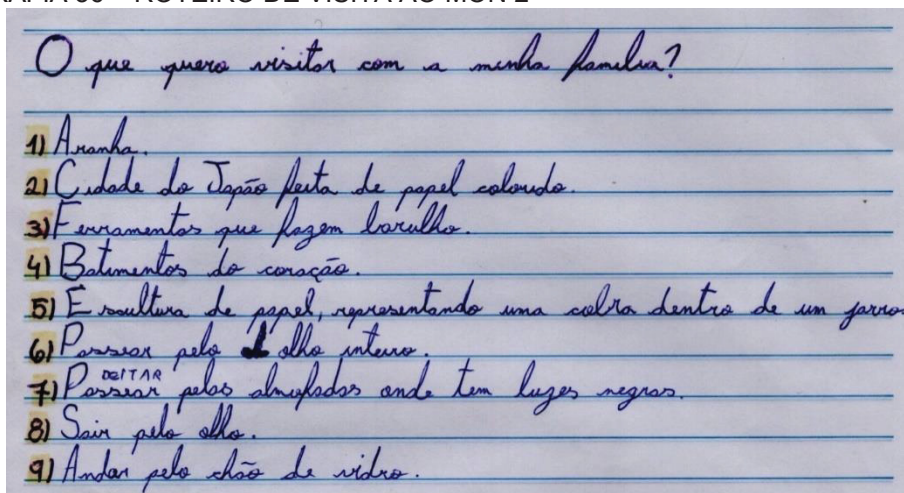 O que quero visitar com a minha familia?
1) Aranha.
2) Cidade do Japão feita de papel colorido.
3) Ferramentas que fazem barulho.
4) Batimentos do coração.
5) Escultura de papel, representando uma cobra dentro de um jarro.
6) Passear pelo olho inteiro.
DEITAR
7) Passear pelas almofadas onde tem luzes negras.
8) Sair pelo olho.
9) Andar pelo chão de vidro.